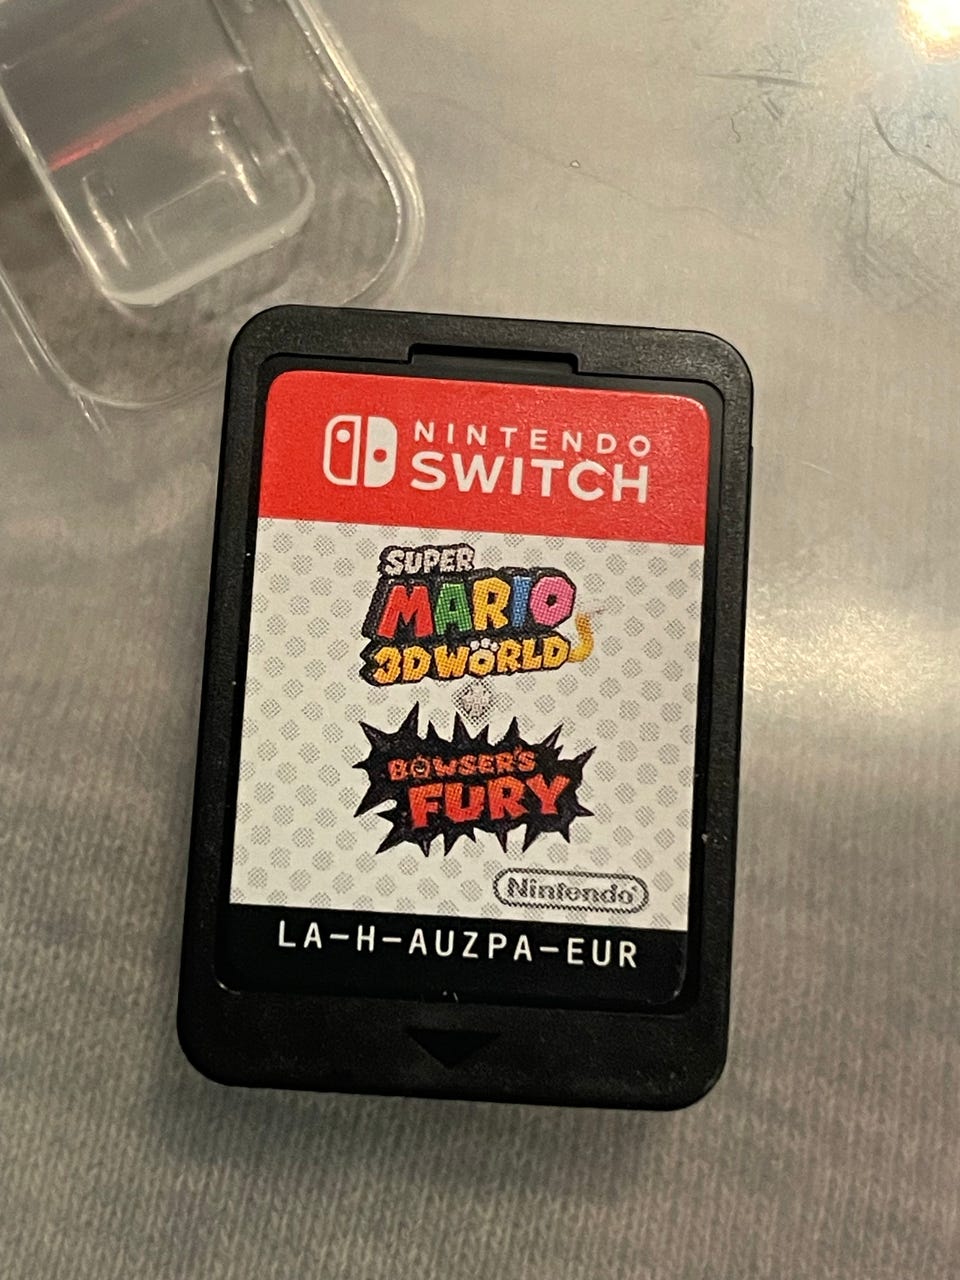 NINTENDO
SWITCH
SUPER
MARIO
3D WORLD
+
BOWSER'S
FURY
Nintendo
LA-H-AUZPA-EUR